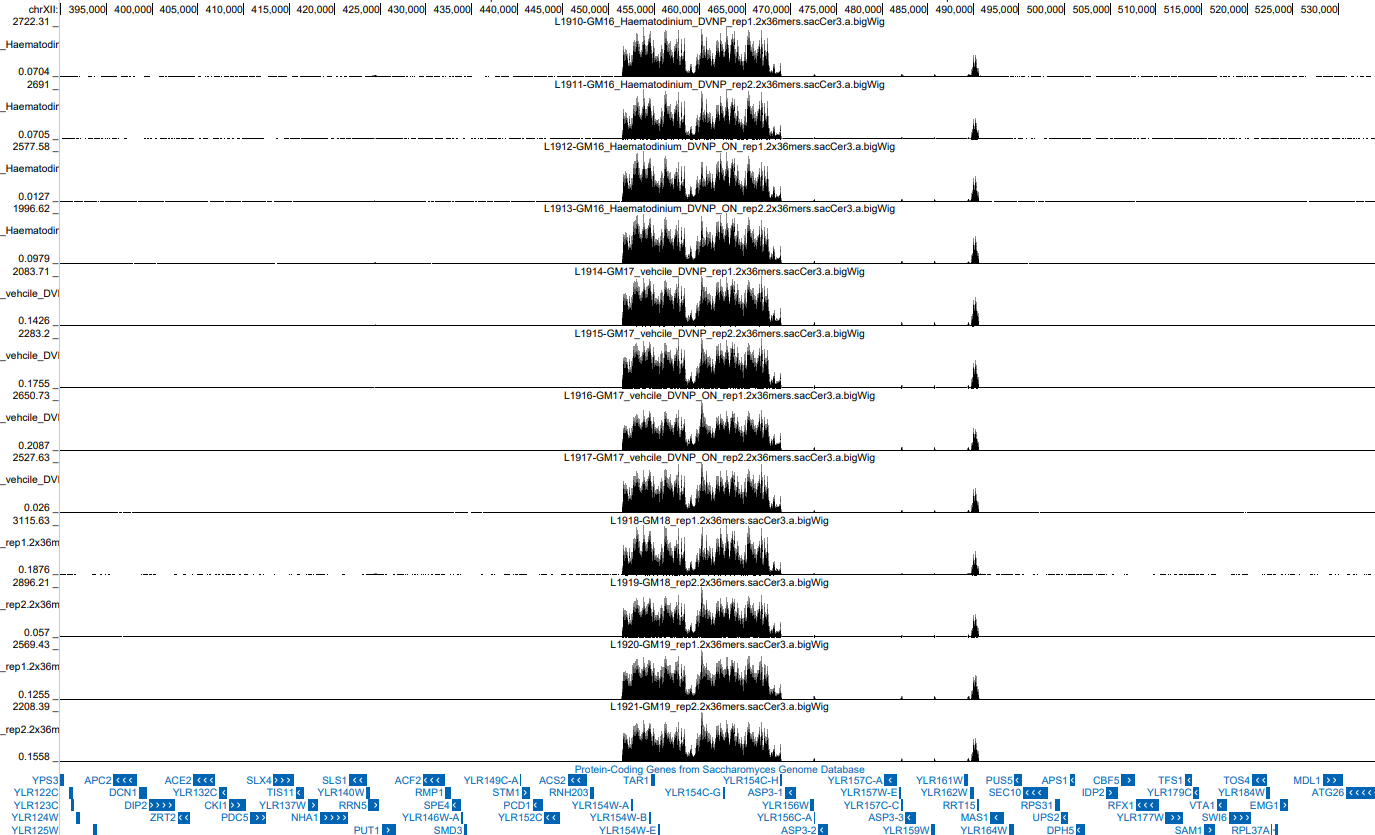 chrXII: 395,000 400,000 405,000 410,000 415,000 420,000 425,000 430,000 435,000 440,000 445,000 450,000 455,000 460,000 465,000 470,000 475,000 480,000 485,000 490,000 495,000 500,000 505,000 510,000 515,000 520,000 525,000 530,000
2722.31 _ L1910-GM16_Haematodinium_DVNP_rep1.2x36mers.sacCer3.a.bigWig
_Haematodir
0.0704 _
2691 _ L1911-GM16_Haematodinium_DVNP_rep2.2x36mers.sacCer3.a.bigWig
_Haematodir
0.0705 _
2577.58 _ L1912-GM16_Haematodinium_DVNP_ON_rep1.2x36mers.sacCer3.a.bigWig
_Haematodir
0.0127 _
1996.62 _ L1913-GM16_Haematodinium_DVNP_ON_rep2.2x36mers.sacCer3.a.bigWig
_Haematodir
0.0979 _
2083.71 _ L1914-GM17_vehcile_DVNP_rep1.2x36mers.sacCer3.a.bigWig
_vehcile_DVI
0.1426 _
2283.2 _ L1915-GM17_vehcile_DVNP_rep2.2x36mers.sacCer3.a.bigWig
_vehcile_DVI
0.1755 _
2650.73 _ L1916-GM17_vehcile_DVNP_ON_rep1.2x36mers.sacCer3.a.bigWig
_vehcile_DVI
0.2087 _
2527.63 _ L1917-GM17_vehcile_DVNP_ON_rep2.2x36mers.sacCer3.a.bigWig
_vehcile_DVI
0.026 _
3115.63 _ L1918-GM18_rep1.2x36mers.sacCer3.a.bigWig
_rep1.2x36m
0.1876 _
2896.21 _ L1919-GM18_rep2.2x36mers.sacCer3.a.bigWig
_rep2.2x36m
0.057 _
2569.43 _ L1920-GM19_rep1.2x36mers.sacCer3.a.bigWig
_rep1.2x36m
0.1255 _
2208.39 _ L1921-GM19_rep2.2x36mers.sacCer3.a.bigWig
_rep2.2x36m
0.1558 _
Protein-Coding Genes from Saccharomyces Genome Database
YPS3 APC2 ACE2 SLX4 SLS1 ACF2 YLR149C-A ACS2 TAR1 YLR154C-H YLR157C-A YLR161W PUS5 APS1 CBF5 TFS1 TOS4 MDL1
YLR122C DCN1 YLR132C TIS11 YLR140W RMP1 STM1 RNH203 YLR154C-G ASP3-1 YLR157W-E YLR162W SEC10 IDP2 YLR179C YLR184W ATG26
YLR123C DIP2 CKI1 YLR137W RRN5 SPE4 PCD1 YLR154W-A YLR156W YLR157C-C RRT15 RPS31 RFX1 VTA1 EMG1
YLR124W ZRT2 PDC5 NHA1 YLR146W-A YLR152C YLR154W-B YLR156C-A ASP3-3 MAS1 UPS2 YLR177W SWI6
YLR125W PUT1 SMD3 YLR154W-E ASP3-2 YLR159W YLR164W DPH5 SAM1 RPL37A